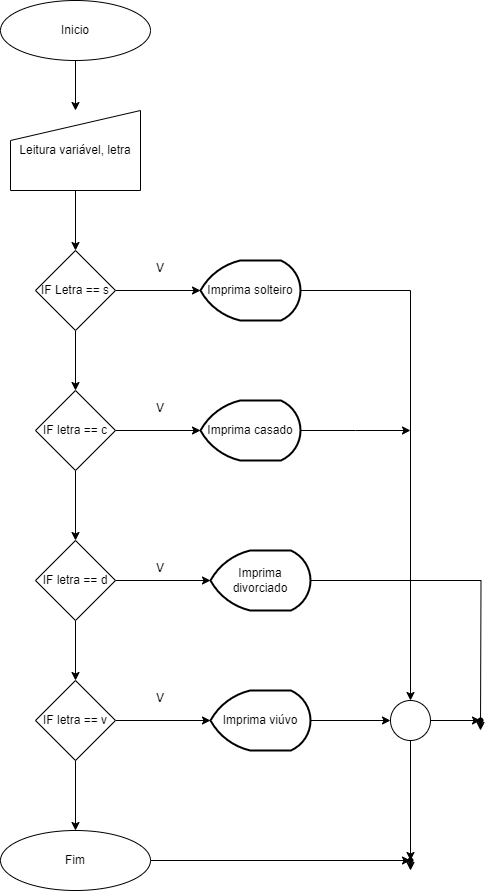 Inicio
Leitura variável, letra
IF Letra == s
V
Imprima solteiro
IF letra == c
V
Imprima casado
IF letra == d
V
Imprima
divorciado
IF letra == v
V
Imprima viúvo
Fim